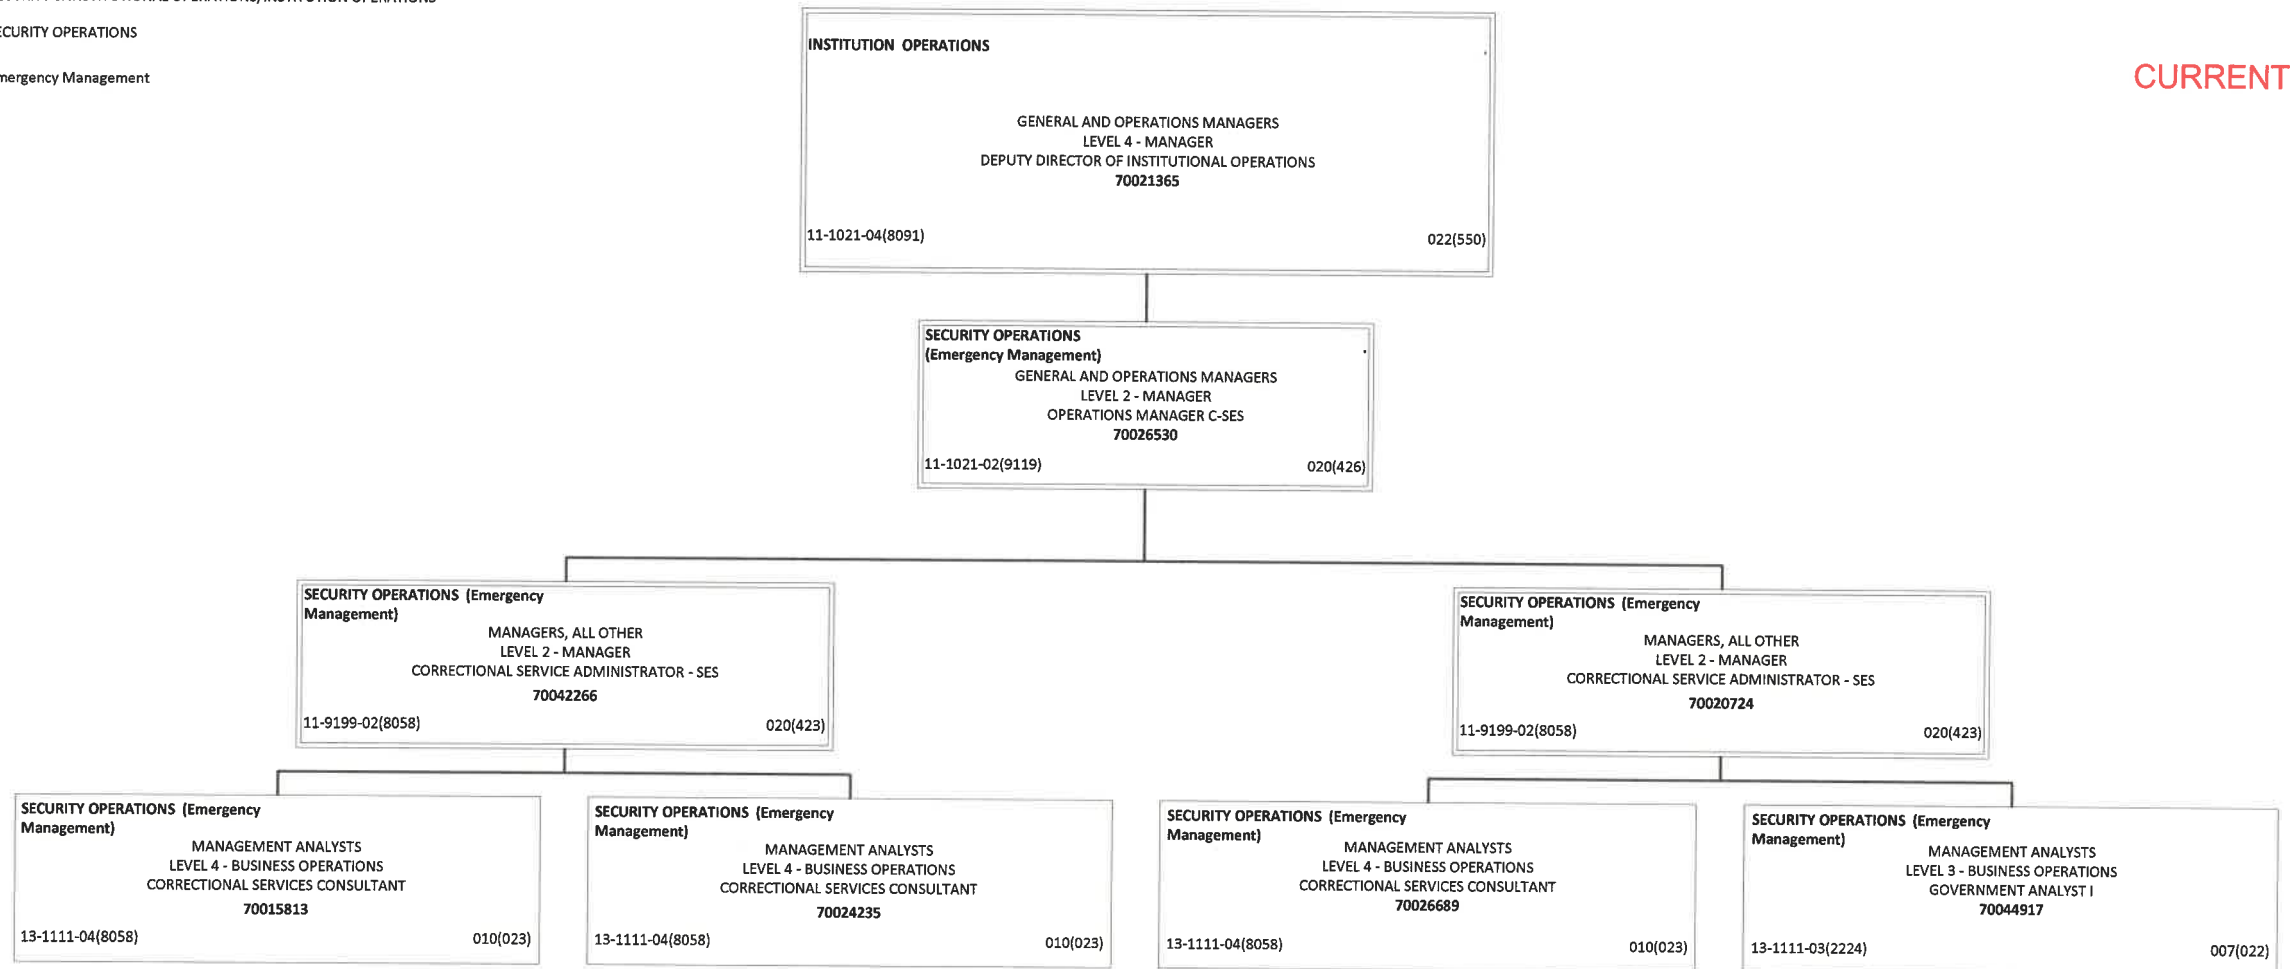 ECURITY OPERATIONS
mergency Management
CURRENT
INSTITUTION OPERATIONS
GENERAL AND OPERATIONS MANAGERS
LEVEL 4 - MANAGER
DEPUTY DIRECTOR OF INSTITUTIONAL OPERATIONS
70021365
11-1021-04(8091)
022(550)
SECURITY OPERATIONS
(Emergency Management)
GENERAL AND OPERATIONS MANAGERS
LEVEL 2 - MANAGER
OPERATIONS MANAGER C-SES
70026530
11-1021-02(9119)
020(426)
SECURITY OPERATIONS (Emergency
Management)
MANAGERS, ALL OTHER
LEVEL 2 - MANAGER
CORRECTIONAL SERVICE ADMINISTRATOR - SES
70042266
11-9199-02(8058)
020(423)
SECURITY OPERATIONS (Emergency
Management)
MANAGERS, ALL OTHER
LEVEL 2 - MANAGER
CORRECTIONAL SERVICE ADMINISTRATOR - SES
70020724
11-9199-02(8058)
020(423)
SECURITY OPERATIONS (Emergency
Management)
MANAGEMENT ANALYSTS
LEVEL 4 - BUSINESS OPERATIONS
CORRECTIONAL SERVICES CONSULTANT
70015813
13-1111-04(8058)
010(023)
SECURITY OPERATIONS (Emergency
Management)
MANAGEMENT ANALYSTS
LEVEL 4 - BUSINESS OPERATIONS
CORRECTIONAL SERVICES CONSULTANT
70024235
13-1111-04(8058)
010(023)
SECURITY OPERATIONS (Emergency
Management)
MANAGEMENT ANALYSTS
LEVEL 4 - BUSINESS OPERATIONS
CORRECTIONAL SERVICES CONSULTANT
70026689
13-1111-04(8058)
010(023)
SECURITY OPERATIONS (Emergency
Management)
MANAGEMENT ANALYSTS
LEVEL 3 - BUSINESS OPERATIONS
GOVERNMENT ANALYST I
70044917
13-1111-03(2224)
007(022)